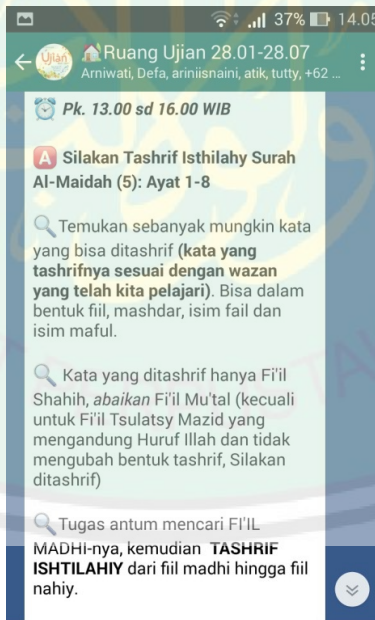 37% 14.05
Ujian
Ruang Ujian 28.01-28.07
Arniwati, Defa, ariniisnaini, atik, tutty, +62 ...
Pk. 13.00 sd 16.00 WIB
A Silakan Tashrif Isthilahy Surah
Al-Maidah (5): Ayat 1-8
Temukan sebanyak mungkin kata
yang bisa ditashrif (kata yang
tashrifnya sesuai dengan wazan
yang telah kita pelajari). Bisa dalam
bentuk fiil, mashdar, isim fail dan
isim maful.
Kata yang ditashrif hanya Fi'il
Shahih, abaikan Fi'il Mu'tal (kecuali
untuk Fi'il Tsulatsy Mazid yang
mengandung Huruf Illah dan tidak
mengubah bentuk tashrif, Silakan
ditashrif)
Tugas antum mencari FI'IL
MADHI-nya, kemudian TASHRIF
ISHTILAHIY dari fiil madhi hingga fiil
nahiy.